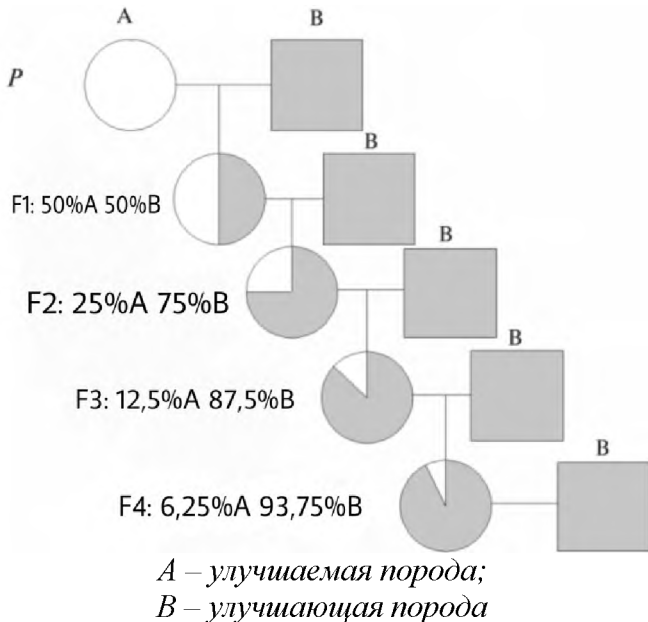 A
B
P
B
F1: 50%A 50%B
B
F2: 25%A 75%B
B
F3: 12,5%A 87,5%B
B
F4: 6,25%A 93,75%B
A – улучшаемая порода;
B – улучшающая порода